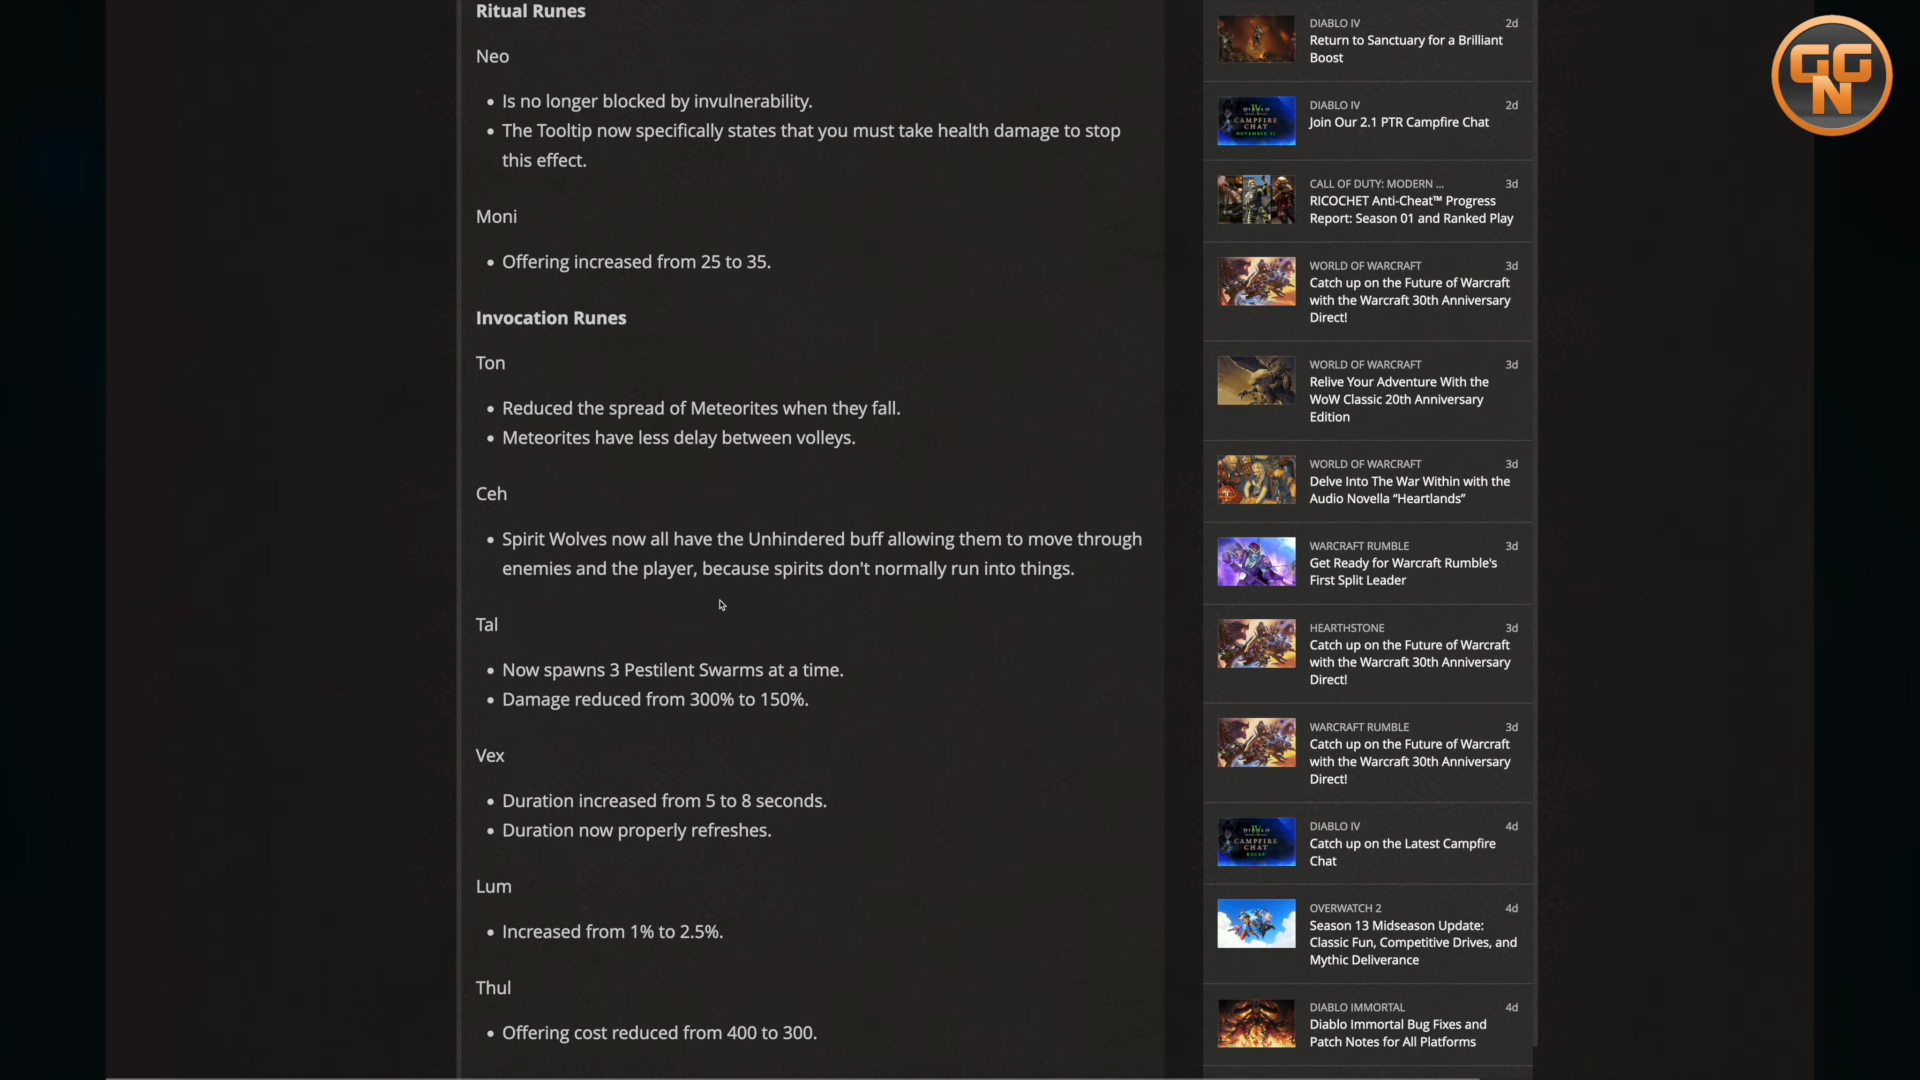 Ritual Runes
Neo
• Is no longer blocked by invulnerability.
• The Tooltip now specifically states that you must take health damage to stop
this effect.
Moni
• Offering increased from 25 to 35.
Invocation Runes
Ton
• Reduced the spread of Meteorites when they fall.
• Meteorites have less delay between volleys.
Ceh
• Spirit Wolves now all have the Unhindered buff allowing them to move through
enemies and the player, because spirits don't normally run into things.
Tal
• Now spawns 3 Pestilent Swarms at a time.
• Damage reduced from 300% to 150%.
Vex
• Duration increased from 5 to 8 seconds.
• Duration now properly refreshes.
Lum
• Increased from 1% to 2.5%.
Thul
• Offering cost reduced from 400 to 300.
DIABLO IV 2d
Return to Sanctuary for a Brilliant
Boost
DIABLO
CAMPFIRE
CHAT
DIABLO IV 2d
Join Our 2.1 PTR Campfire Chat
CALL OF DUTY: MODERN ... 3d
RICOCHET Anti-Cheat™ Progress
Report: Season 01 and Ranked Play
WORLD OF WARCRAFT 3d
Catch up on the Future of Warcraft
with the Warcraft 30th Anniversary
Direct!
WORLD OF WARCRAFT 3d
Relive Your Adventure With the
WoW Classic 20th Anniversary
Edition
WORLD OF WARCRAFT 3d
Delve Into The War Within with the
Audio Novella “Heartlands”
WARCRAFT RUMBLE 3d
Get Ready for Warcraft Rumble's
First Split Leader
HEARTHSTONE 3d
Catch up on the Future of Warcraft
with the Warcraft 30th Anniversary
Direct!
WARCRAFT RUMBLE 3d
Catch up on the Future of Warcraft
with the Warcraft 30th Anniversary
Direct!
DIABLO
CAMPFIRE
CHAT
RECAP
DIABLO IV 4d
Catch up on the Latest Campfire
Chat
OVERWATCH 2 4d
Season 13 Midseason Update:
Classic Fun, Competitive Drives, and
Mythic Deliverance
DIABLO IMMORTAL 4d
Diablo Immortal Bug Fixes and
Patch Notes for All Platforms
GG
N